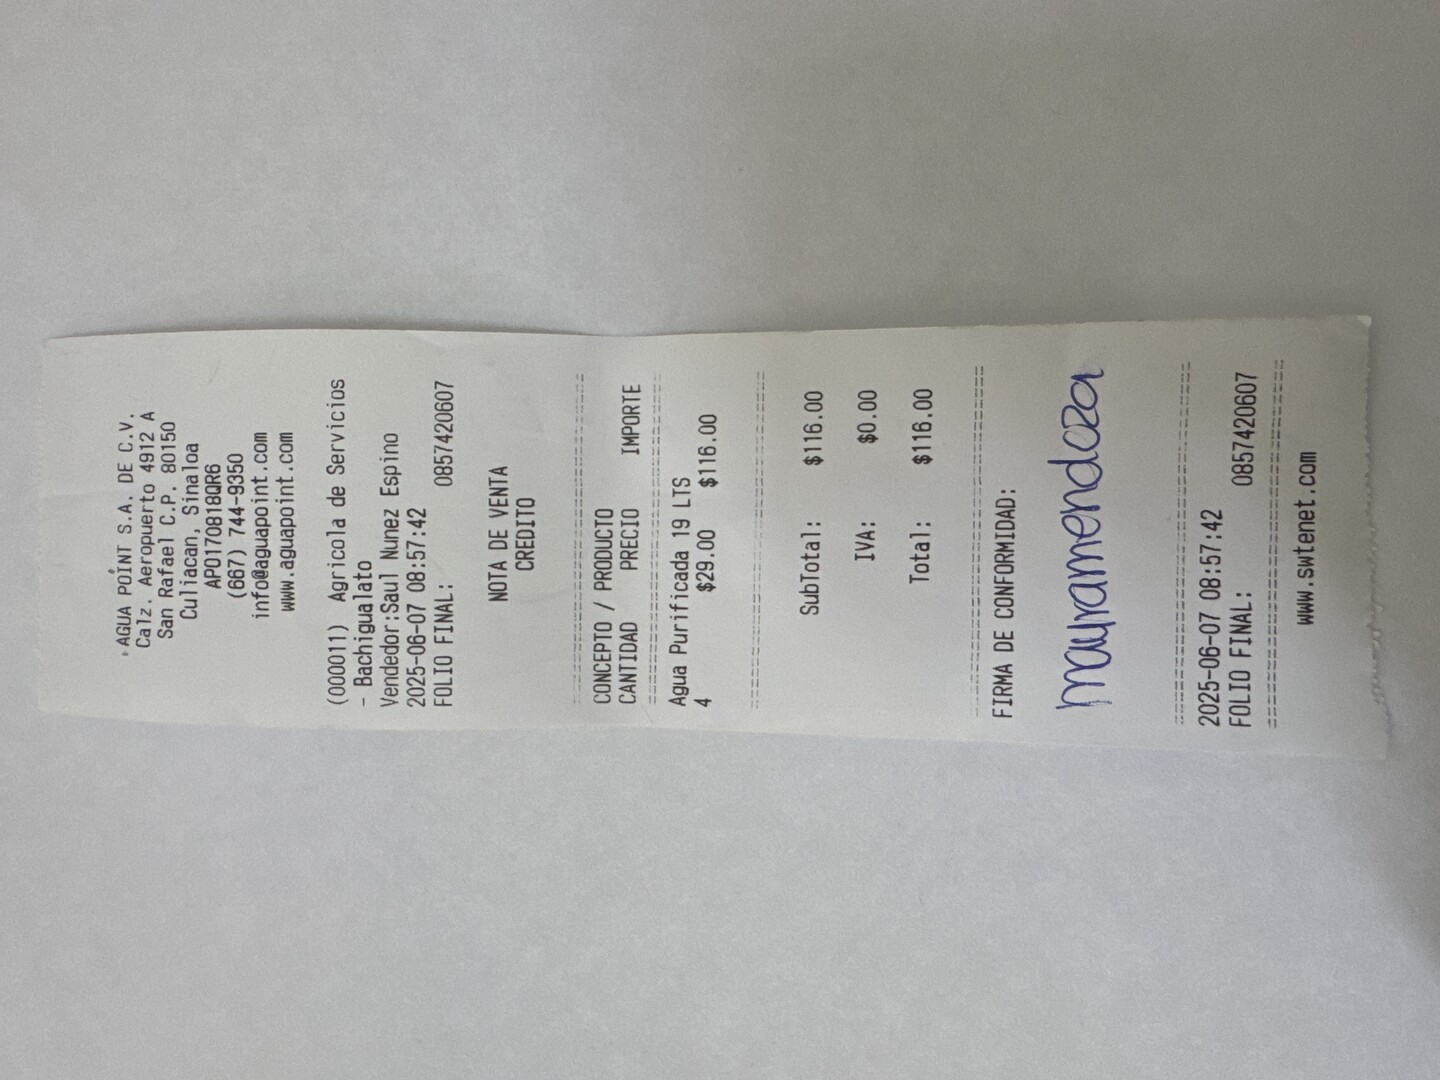 AGUA POINT S.A. DE C.V.
Calz. Aeropuerto 4912 A
San Rafael C.P. 80150
Culiacan, Sinaloa
APO170818QR6
(667) 744-9350
info@aguapoint.com
www.aguapoint.com
(000011) Agricola de Servicios
- Bachigualato
Vendedor:Saul Nunez Espino
2025-06-07 08:57:42
FOLIO FINAL: 0857420607
NOTA DE VENTA
CREDITO
CONCEPTO / PRODUCTO
CANTIDAD PRECIO IMPORTE
Agua Purificada 19 LTS
4 $29.00 $116.00
SubTotal: $116.00
IVA: $0.00
Total: $116.00
FIRMA DE CONFORMIDAD:
mayramendoza
2025-06-07 08:57:42
FOLIO FINAL: 0857420607
www.swtenet.com